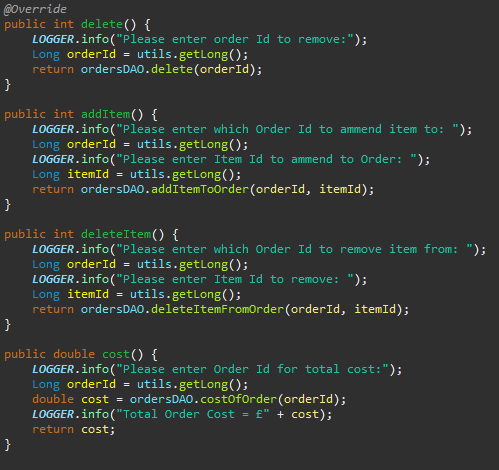 @Override
public int delete() {
    LOGGER.info("Please enter order Id to remove:");
    Long orderId = utils.getLong();
    return ordersDAO.delete(orderId);
}

public int addItem() {
    LOGGER.info("Please enter which Order Id to ammend item to: ");
    Long orderId = utils.getLong();
    LOGGER.info("Please enter Item Id to ammend to Order: ");
    Long itemId = utils.getLong();
    return ordersDAO.addItemToOrder(orderId, itemId);
}

public int deleteItem() {
    LOGGER.info("Please enter which Order Id to remove item from: ");
    Long orderId = utils.getLong();
    LOGGER.info("Please enter Item Id to remove: ");
    Long itemId = utils.getLong();
    return ordersDAO.deleteItemFromOrder(orderId, itemId);
}

public double cost() {
    LOGGER.info("Please enter Order Id for total cost:");
    Long orderId = utils.getLong();
    double cost = ordersDAO.costOfOrder(orderId);
    LOGGER.info("Total Order Cost = £" + cost);
    return cost;
}